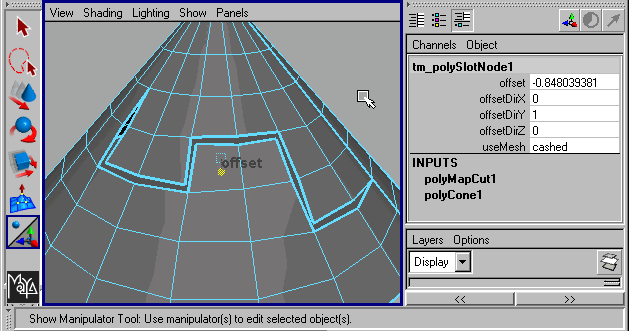 View Shading Lighting Show Panels
offset
MAYA
Channels Object
tm_polySlotNode1
offset -0.848039381
offsetDirX 0
offsetDirY 1
offsetDirZ 0
useMesh cashed
INPUTS
polyMapCut1
polyCone1
Layers Options
Display
<< >>
Show Manipulator Tool: Use manipulator(s) to edit selected object(s).